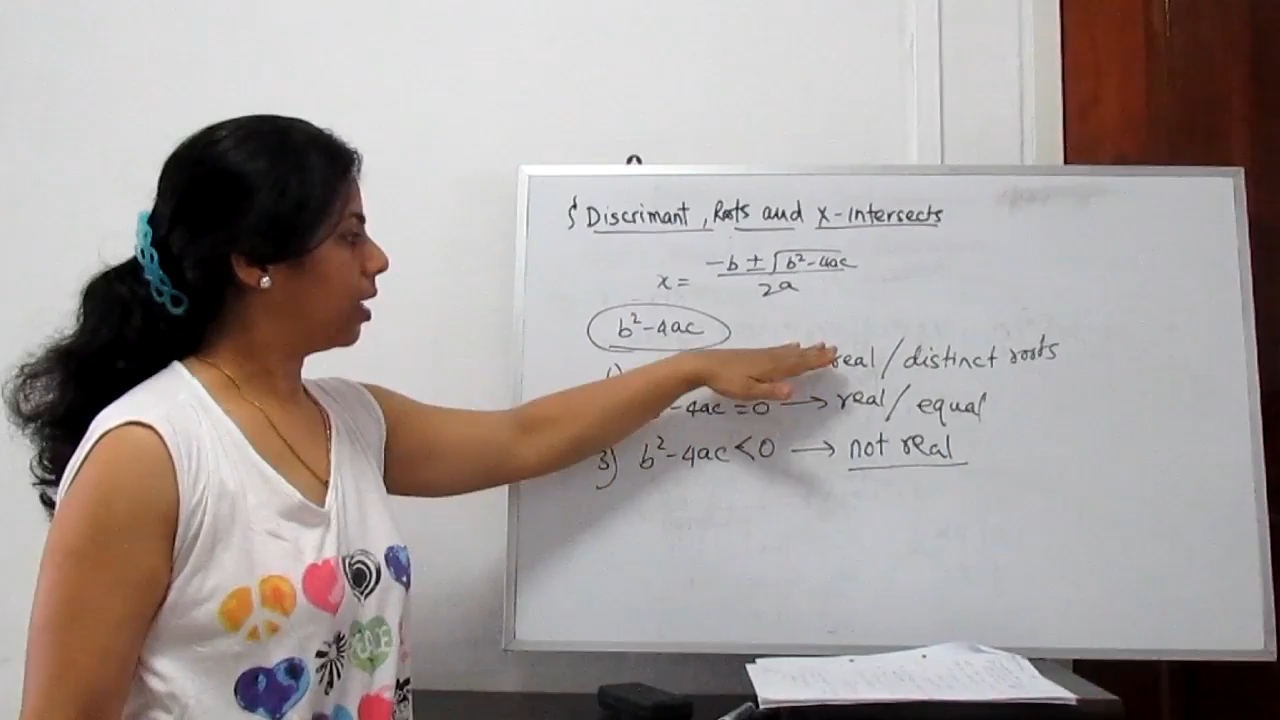 § Discrimant, Roots and X-Intersects
x = -b ± √b²-4ac / 2a
b²-4ac
1) real / distinct roots
-4ac = 0 → real / equal
3) b²-4ac < 0 → not real